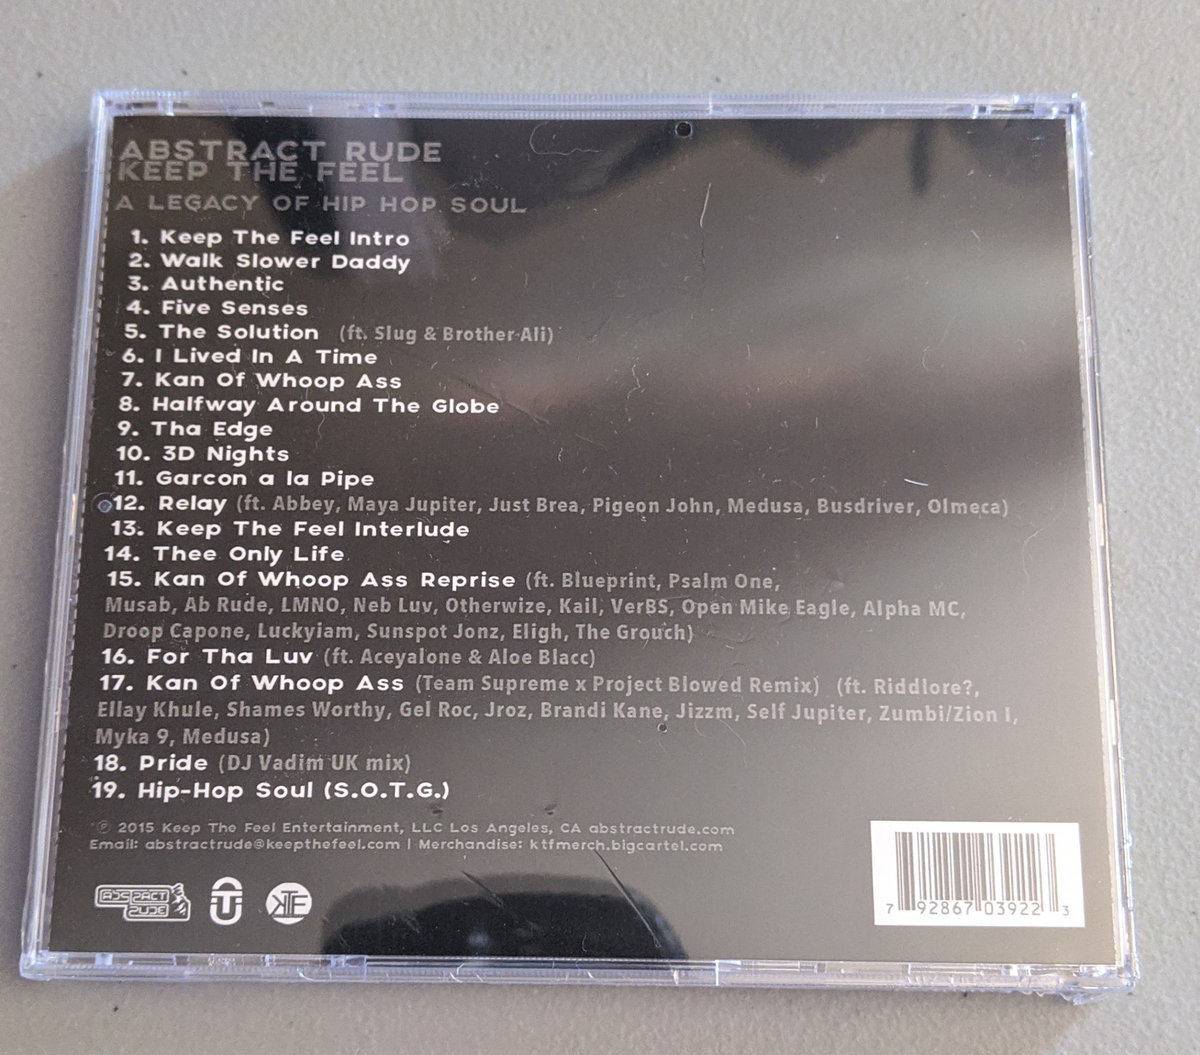 ABSTRACT RUDE
KEEP THE FEEL
A LEGACY OF HIP HOP SOUL
1. Keep The Feel Intro
2. Walk Slower Daddy
3. Authentic
4. Five Senses
5. The Solution (ft. Slug & Brother Ali)
6. I Lived In A Time
7. Kan Of Whoop Ass
8. Halfway Around The Globe
9. Tha Edge
10. 3D Nights
11. Garcon a la Pipe
12. Relay (ft. Abbey, Maya Jupiter, Just Brea, Pigeon John, Medusa, Busdriver, Olmeca)
13. Keep The Feel Interlude
14. Thee Only Life
15. Kan Of Whoop Ass Reprise (ft. Blueprint, Psalm One,
Musab, Ab Rude, LMNO, Neb Luv, Otherwize, Kail, VerBS, Open Mike Eagle, Alpha MC,
Droop Capone, Luckyiam, Sunspot Jonz, Eligh, The Grouch)
16. For Tha Luv (ft. Aceyalone & Aloe Blacc)
17. Kan Of Whoop Ass (Team Supreme x Project Blowed Remix) (ft. Riddlore?,
Ellay Khule, Shames Worthy, Gel Roc, Jroz, Brandi Kane, Jizzm, Self Jupiter, Zumbi/Zion I,
Myka 9, Medusa)
18. Pride (DJ Vadim UK mix)
19. Hip-Hop Soul (S.O.T.G.)
℗ 2015 Keep The Feel Entertainment, LLC Los Angeles, CA abstractrude.com
Email: abstractrude@keepthefeel.com | Merchandise: ktfmerch.bigcartel.com
ABSTRACT
RUDE
KTF
7 92867 03922 3